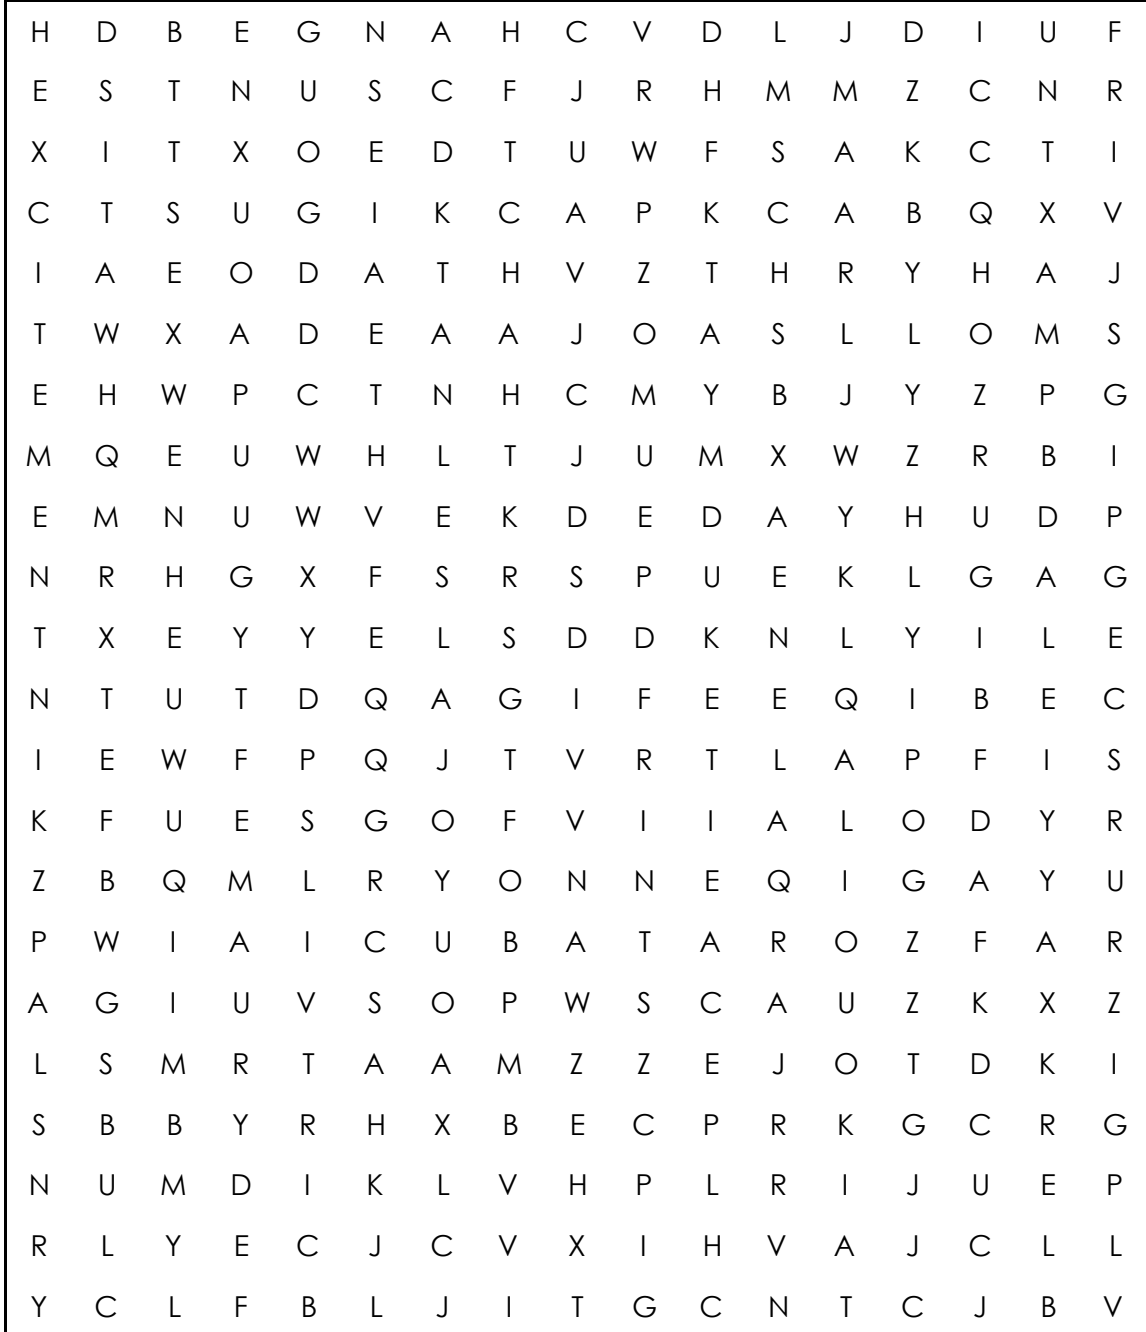 H D B E G N A H C V D L J D I U F
E S T N U S C F J R H M M Z C N R
X I T X O E D T U W F S A K C T I
C T S U G I K C A P K C A B Q X V
I A E O D A T H V Z T H R Y H A J
T W X A D E A A J O A S L L O M S
E H W P C T N H C M Y B J Y Z P G
M Q E U W H L T J U M X W Z R B I
E M N U W V E K D E D A Y H U D P
N R H G X F S R S P U E K L G A G
T X E Y Y E L S D D K N L Y I L E
N T U T D Q A G I F E E Q I B E C
I E W F P Q J T V R T L A P F I S
K F U E S G O F V I I A L O D Y R
Z B Q M L R Y O N N E Q I G A Y U
P W I A I C U B A T A R O Z F A R
A G I U V S O P W S C A U Z K X Z
L S M R T A A M Z Z E J O T D K I
S B B Y R H X B E C P R K G C R G
N U M D I K L V H P L R I J U E P
R L Y E C J C V X I H V A J C L L
Y C L F B L J I T G C N T C J B V